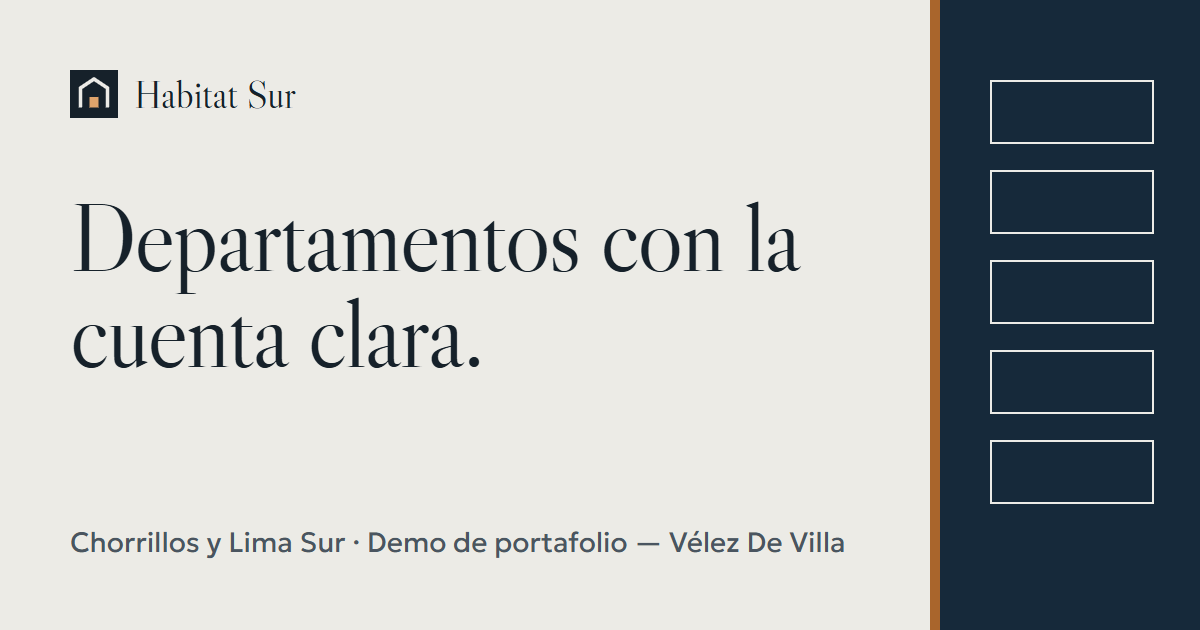 Habitat Sur
Departamentos con la
cuenta clara.
Chorrillos y Lima Sur · Demo de portafolio — Vélez De Villa